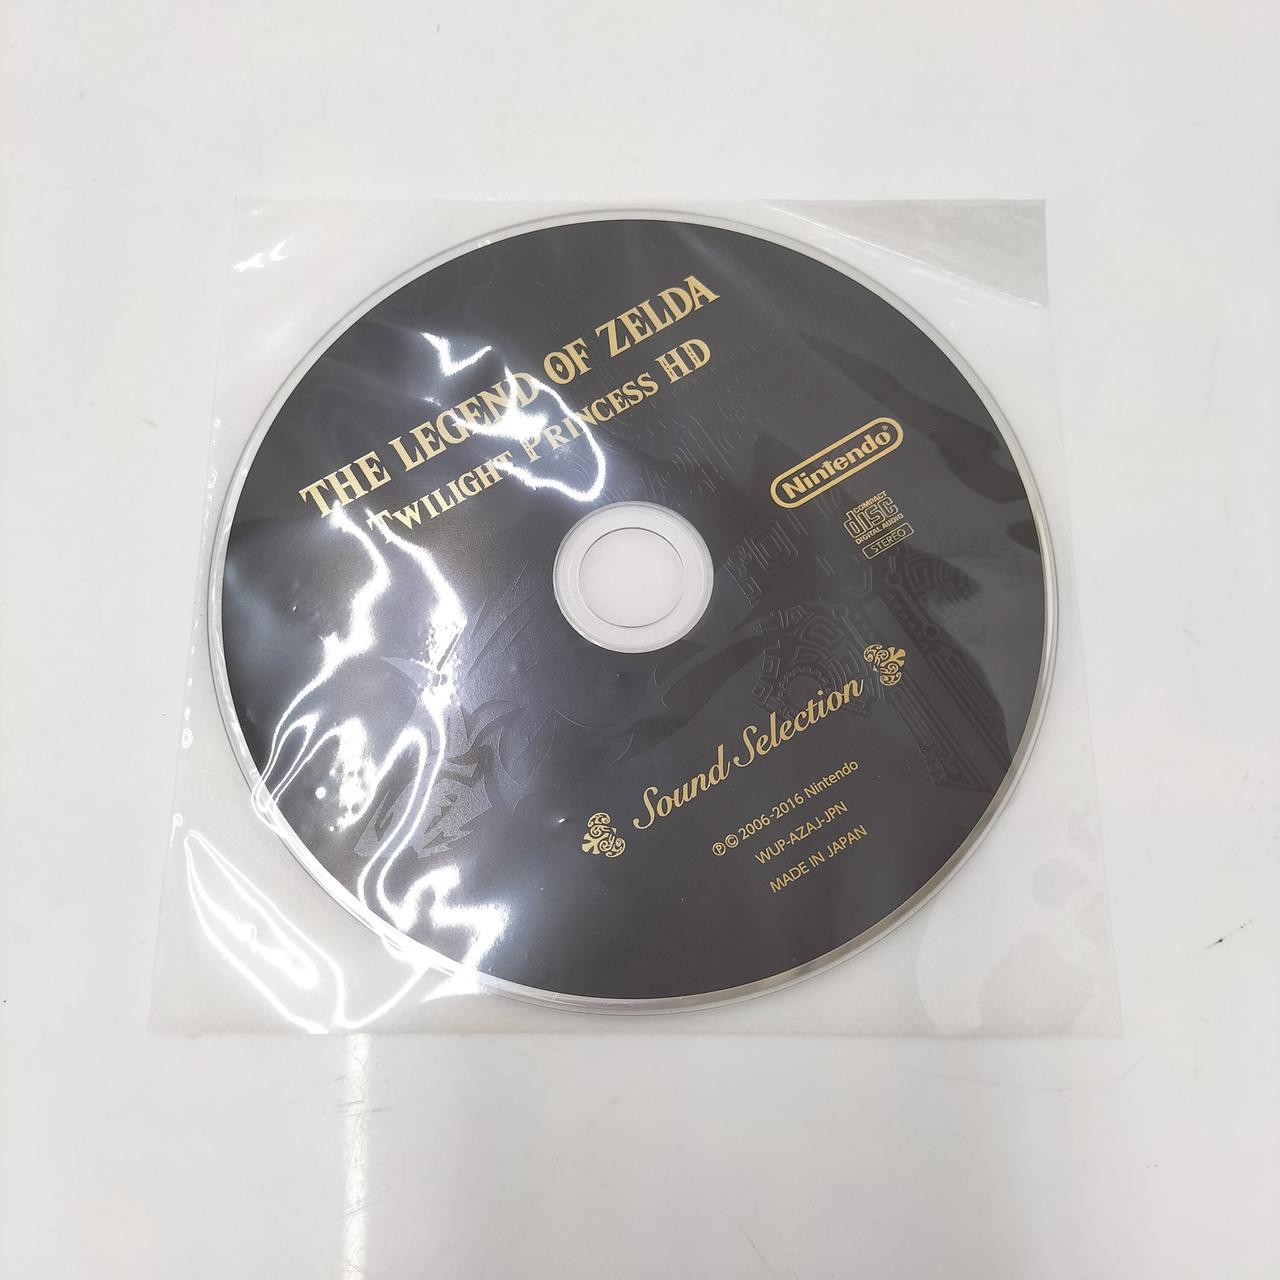 THE LEGEND OF ZELDA
TWILIGHT PRINCESS HD
Nintendo®
COMPACT
disc
DIGITAL AUDIO
STEREO
Sound Selection
℗© 2006-2016 Nintendo
WUP-AZAJ-JPN
MADE IN JAPAN